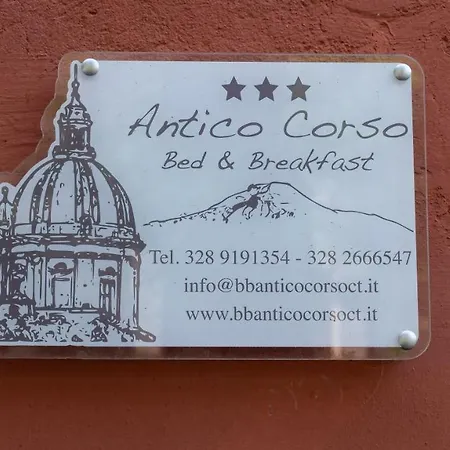 Antico Corso
Bed & Breakfast
Tel. 328 9191354 - 328 2666547
info@bbanticocorsoct.it
www.bbanticocorsoct.it